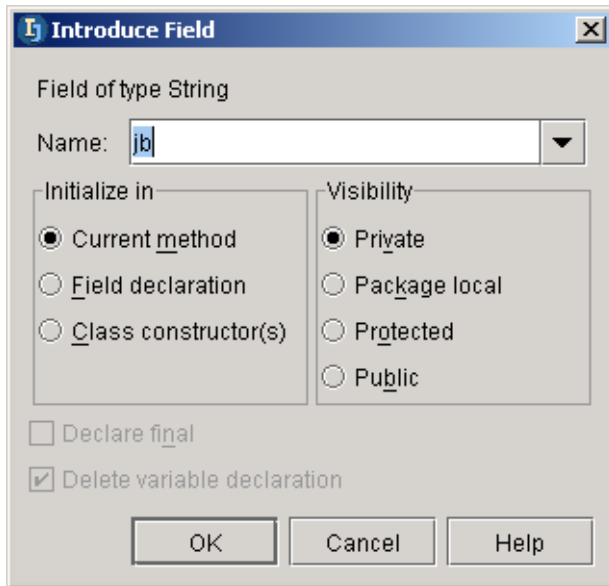 IJ Introduce Field
Field of type String
Name: jb
Initialize in
Current method
Field declaration
Class constructor(s)
Visibility
Private
Package local
Protected
Public
Declare final
Delete variable declaration
OK Cancel Help